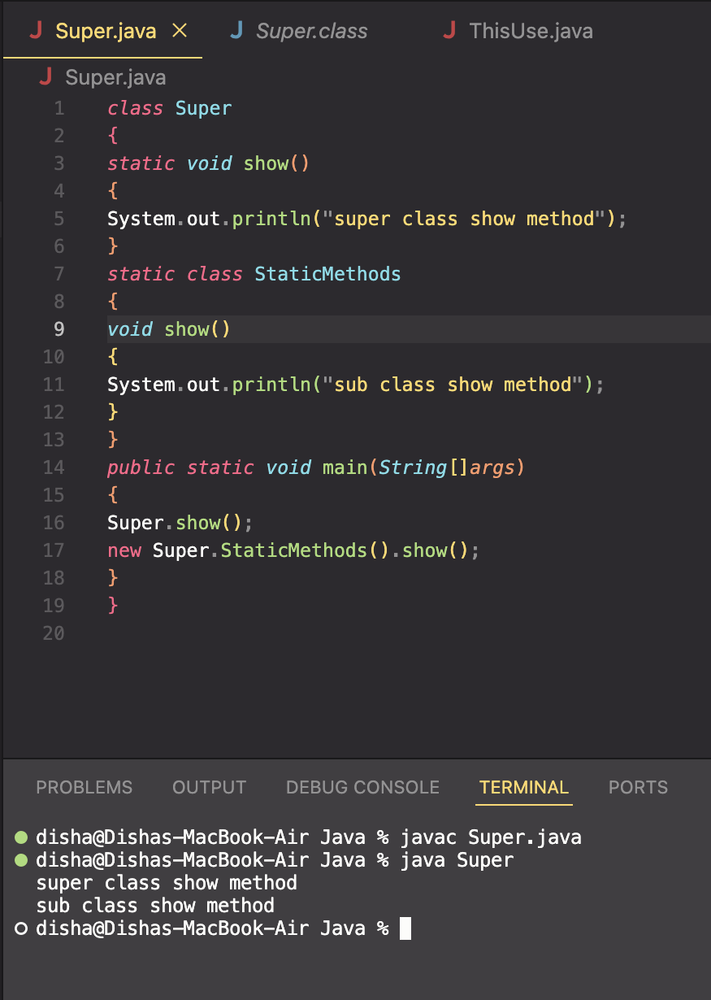 J Super.java × J Super.class J ThisUse.java
J Super.java
1 class Super
2 {
3 static void show()
4 {
5 System.out.println("super class show method");
6 }
7 static class StaticMethods
8 {
9 void show()
10 {
11 System.out.println("sub class show method");
12 }
13 }
14 public static void main(String[]args)
15 {
16 Super.show();
17 new Super.StaticMethods().show();
18 }
19 }
20
PROBLEMS OUTPUT DEBUG CONSOLE TERMINAL PORTS
disha@Dishas-MacBook-Air Java % javac Super.java
disha@Dishas-MacBook-Air Java % java Super
super class show method
sub class show method
disha@Dishas-MacBook-Air Java %